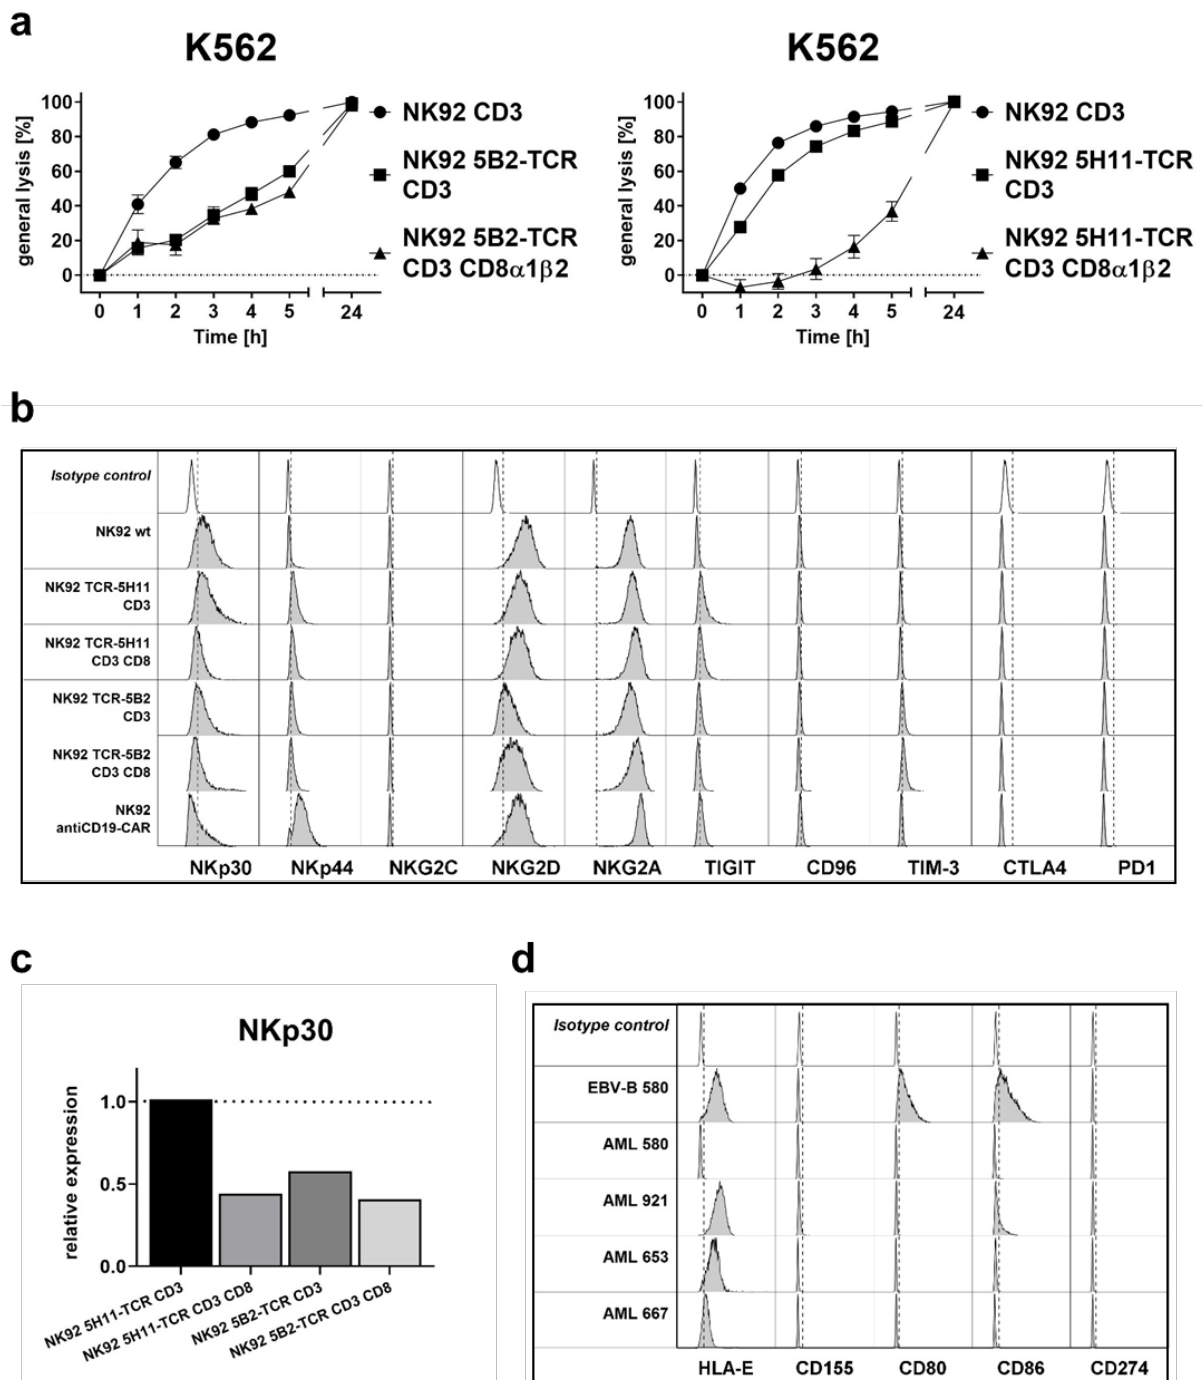 a
K562
general lysis [%]
100
80
60
40
20
0
0 1 2 3 4 5 24
Time [h]
NK92 CD3
NK92 5B2-TCR
CD3
NK92 5B2-TCR
CD3 CD8α1β2
K562
general lysis [%]
100
80
60
40
20
0
0 1 2 3 4 5 24
Time [h]
NK92 CD3
NK92 5H11-TCR
CD3
NK92 5H11-TCR
CD3 CD8α1β2
b
Isotype control
NK92 wt
NK92 TCR-5H11
CD3
NK92 TCR-5H11
CD3 CD8
NK92 TCR-5B2
CD3
NK92 TCR-5B2
CD3 CD8
NK92
antiCD19-CAR
NKp30 NKp44 NKG2C NKG2D NKG2A TIGIT CD96 TIM-3 CTLA4 PD1
c
NKp30
relative expression
1.0
0.5
0.0
NK92 5H11-TCR CD3
NK92 5H11-TCR CD3 CD8
NK92 5B2-TCR CD3
NK92 5B2-TCR CD3 CD8
d
Isotype control
EBV-B 580
AML 580
AML 921
AML 653
AML 667
HLA-E CD155 CD80 CD86 CD274